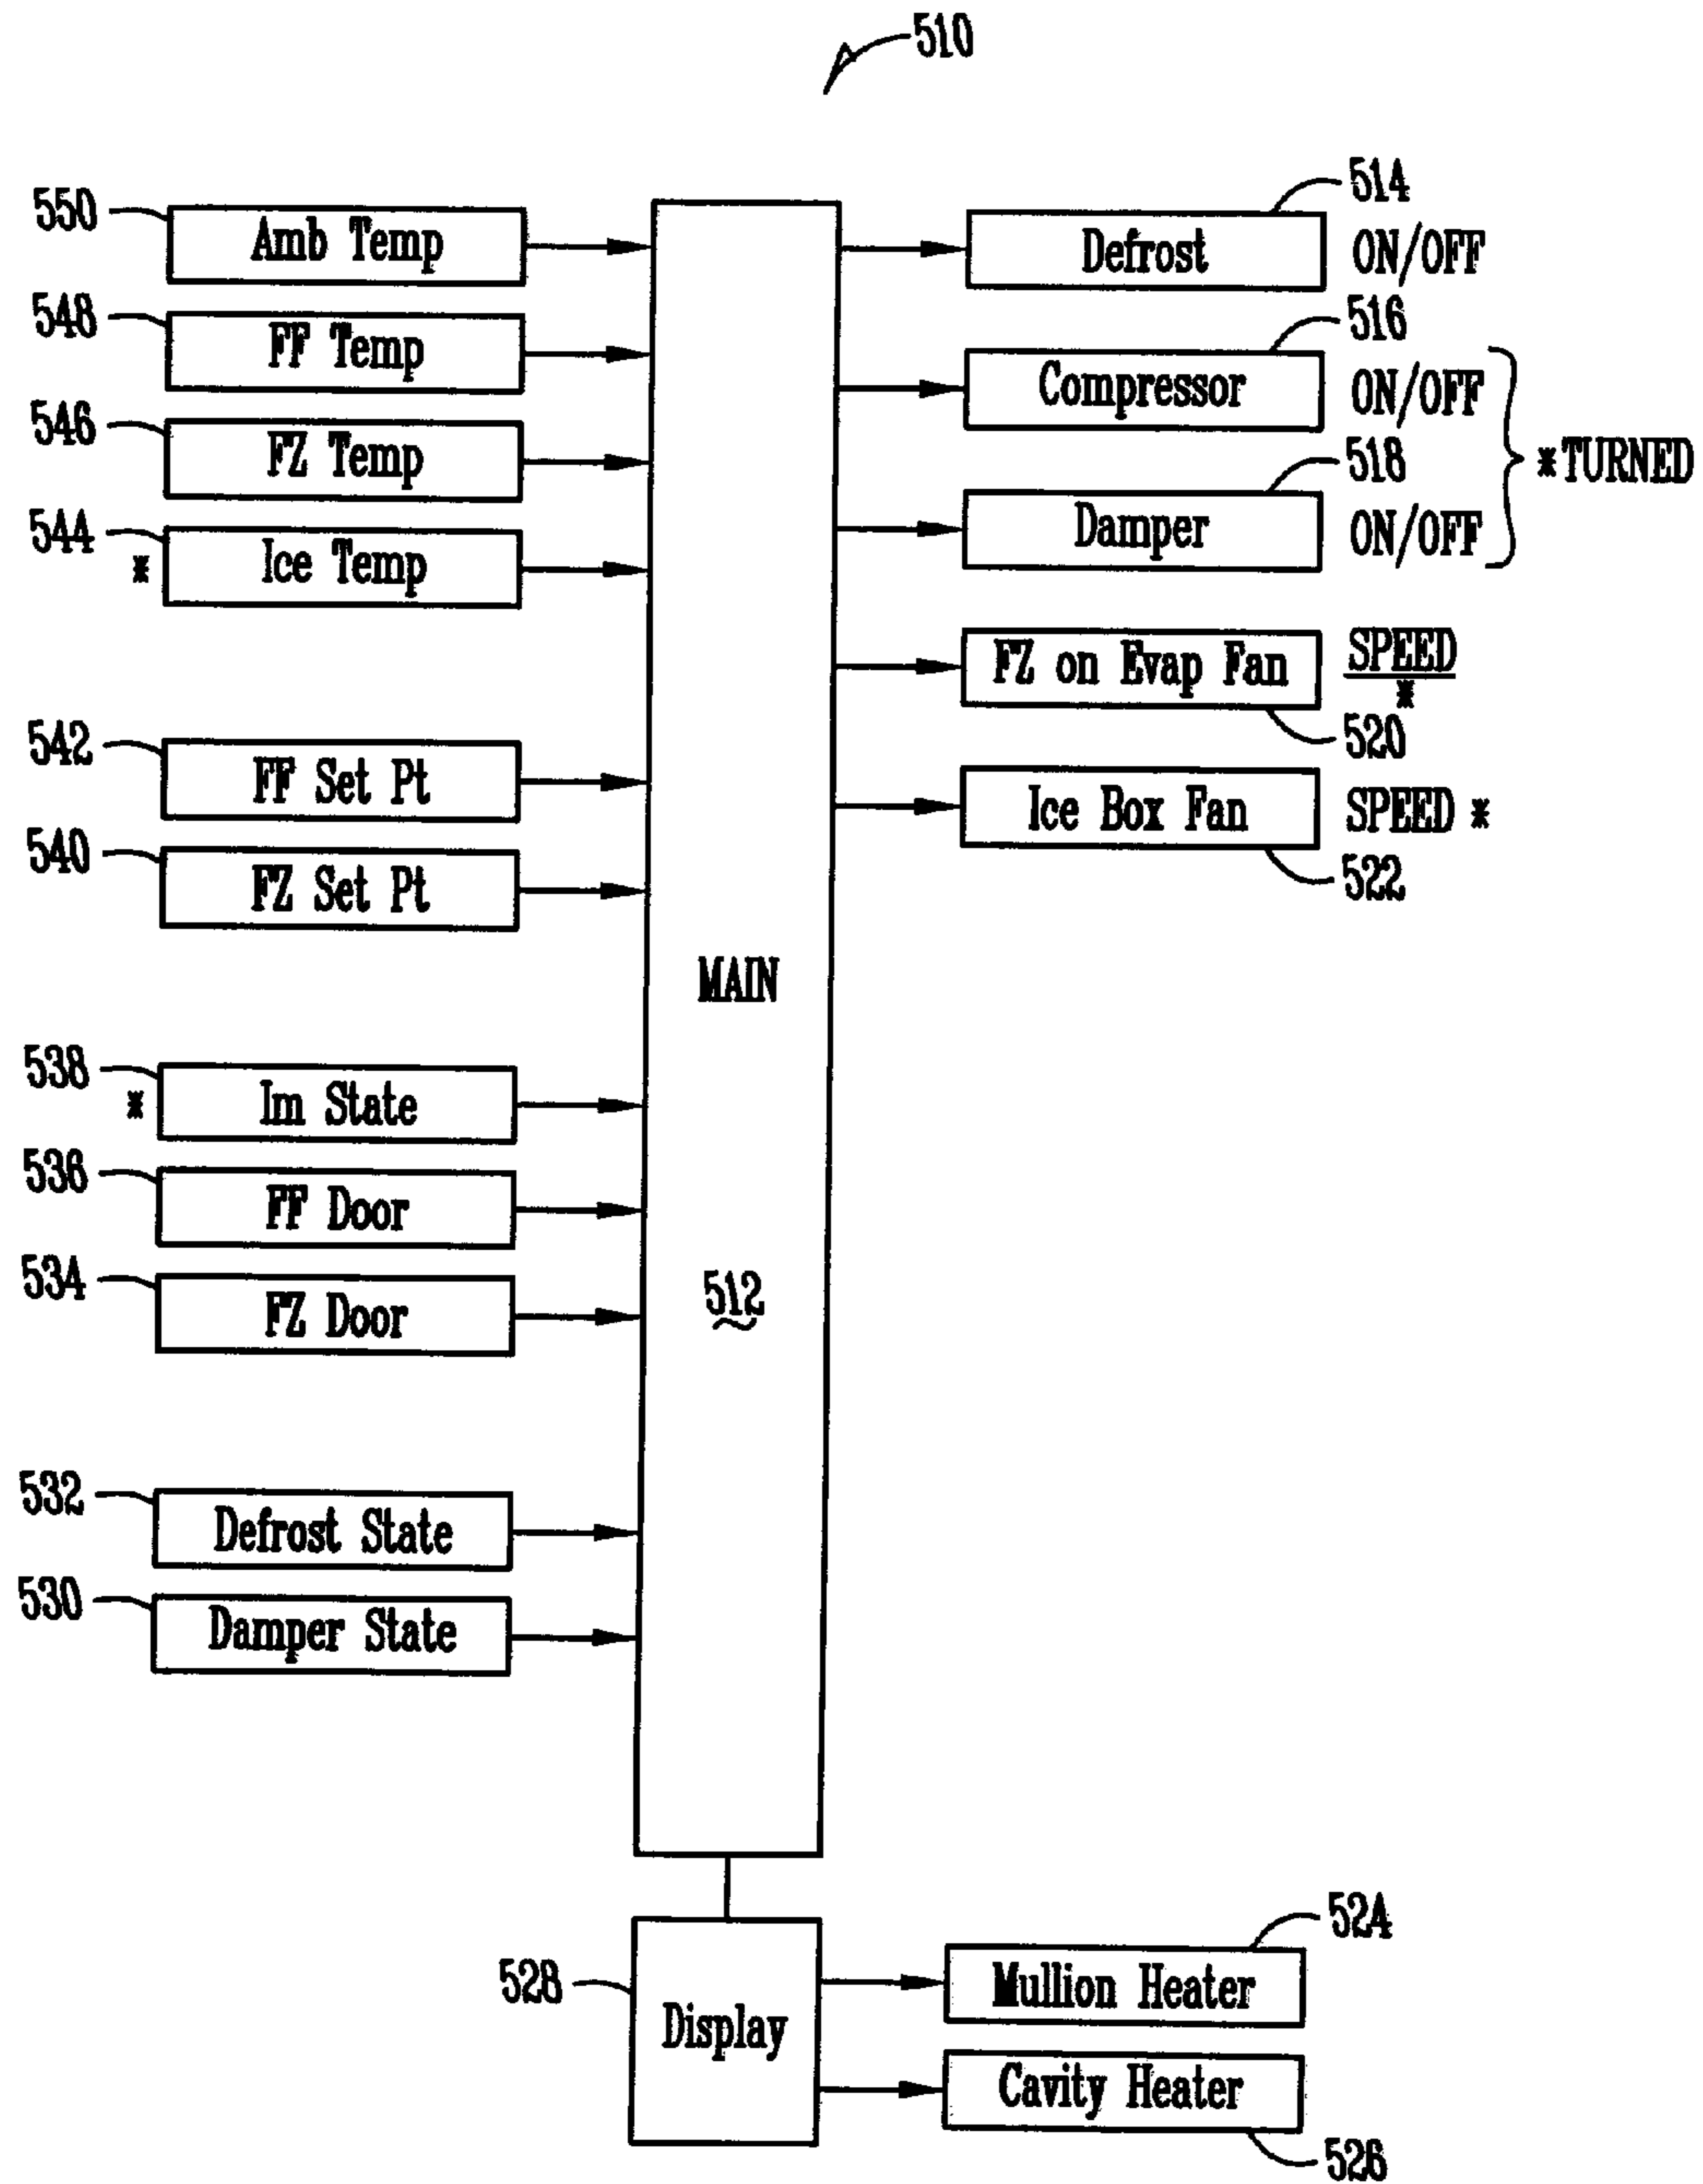 510
550
Amb Temp
548
FF Temp
546
FZ Temp
544
* Ice Temp
542
FF Set Pt
540
FZ Set Pt
538
* Im State
536
FF Door
534
FZ Door
532
Defrost State
530
Damper State
MAIN
512
514
Defrost ON/OFF
516
Compressor ON/OFF
518
Damper ON/OFF
*TURNED
FZ on Evap Fan SPEED
*
520
Ice Box Fan SPEED *
522
528
Display
524
Mullion Heater
Cavity Heater
526